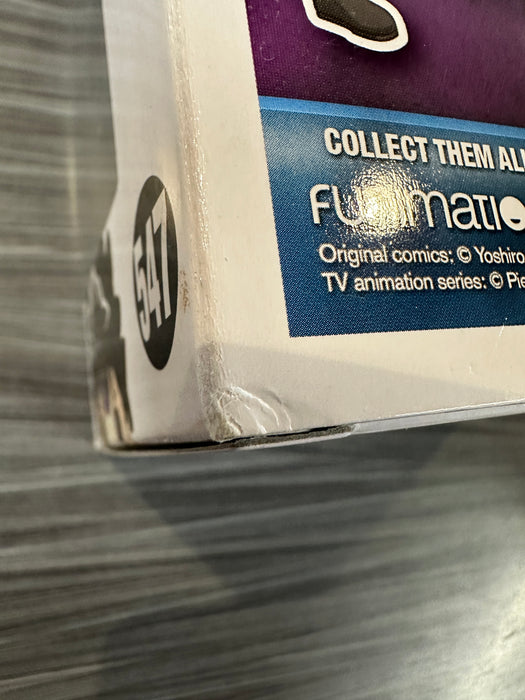 COLLECT THEM AL
FUNimatio
Original comics: © Yoshiro
TV animation series: © Pie
547